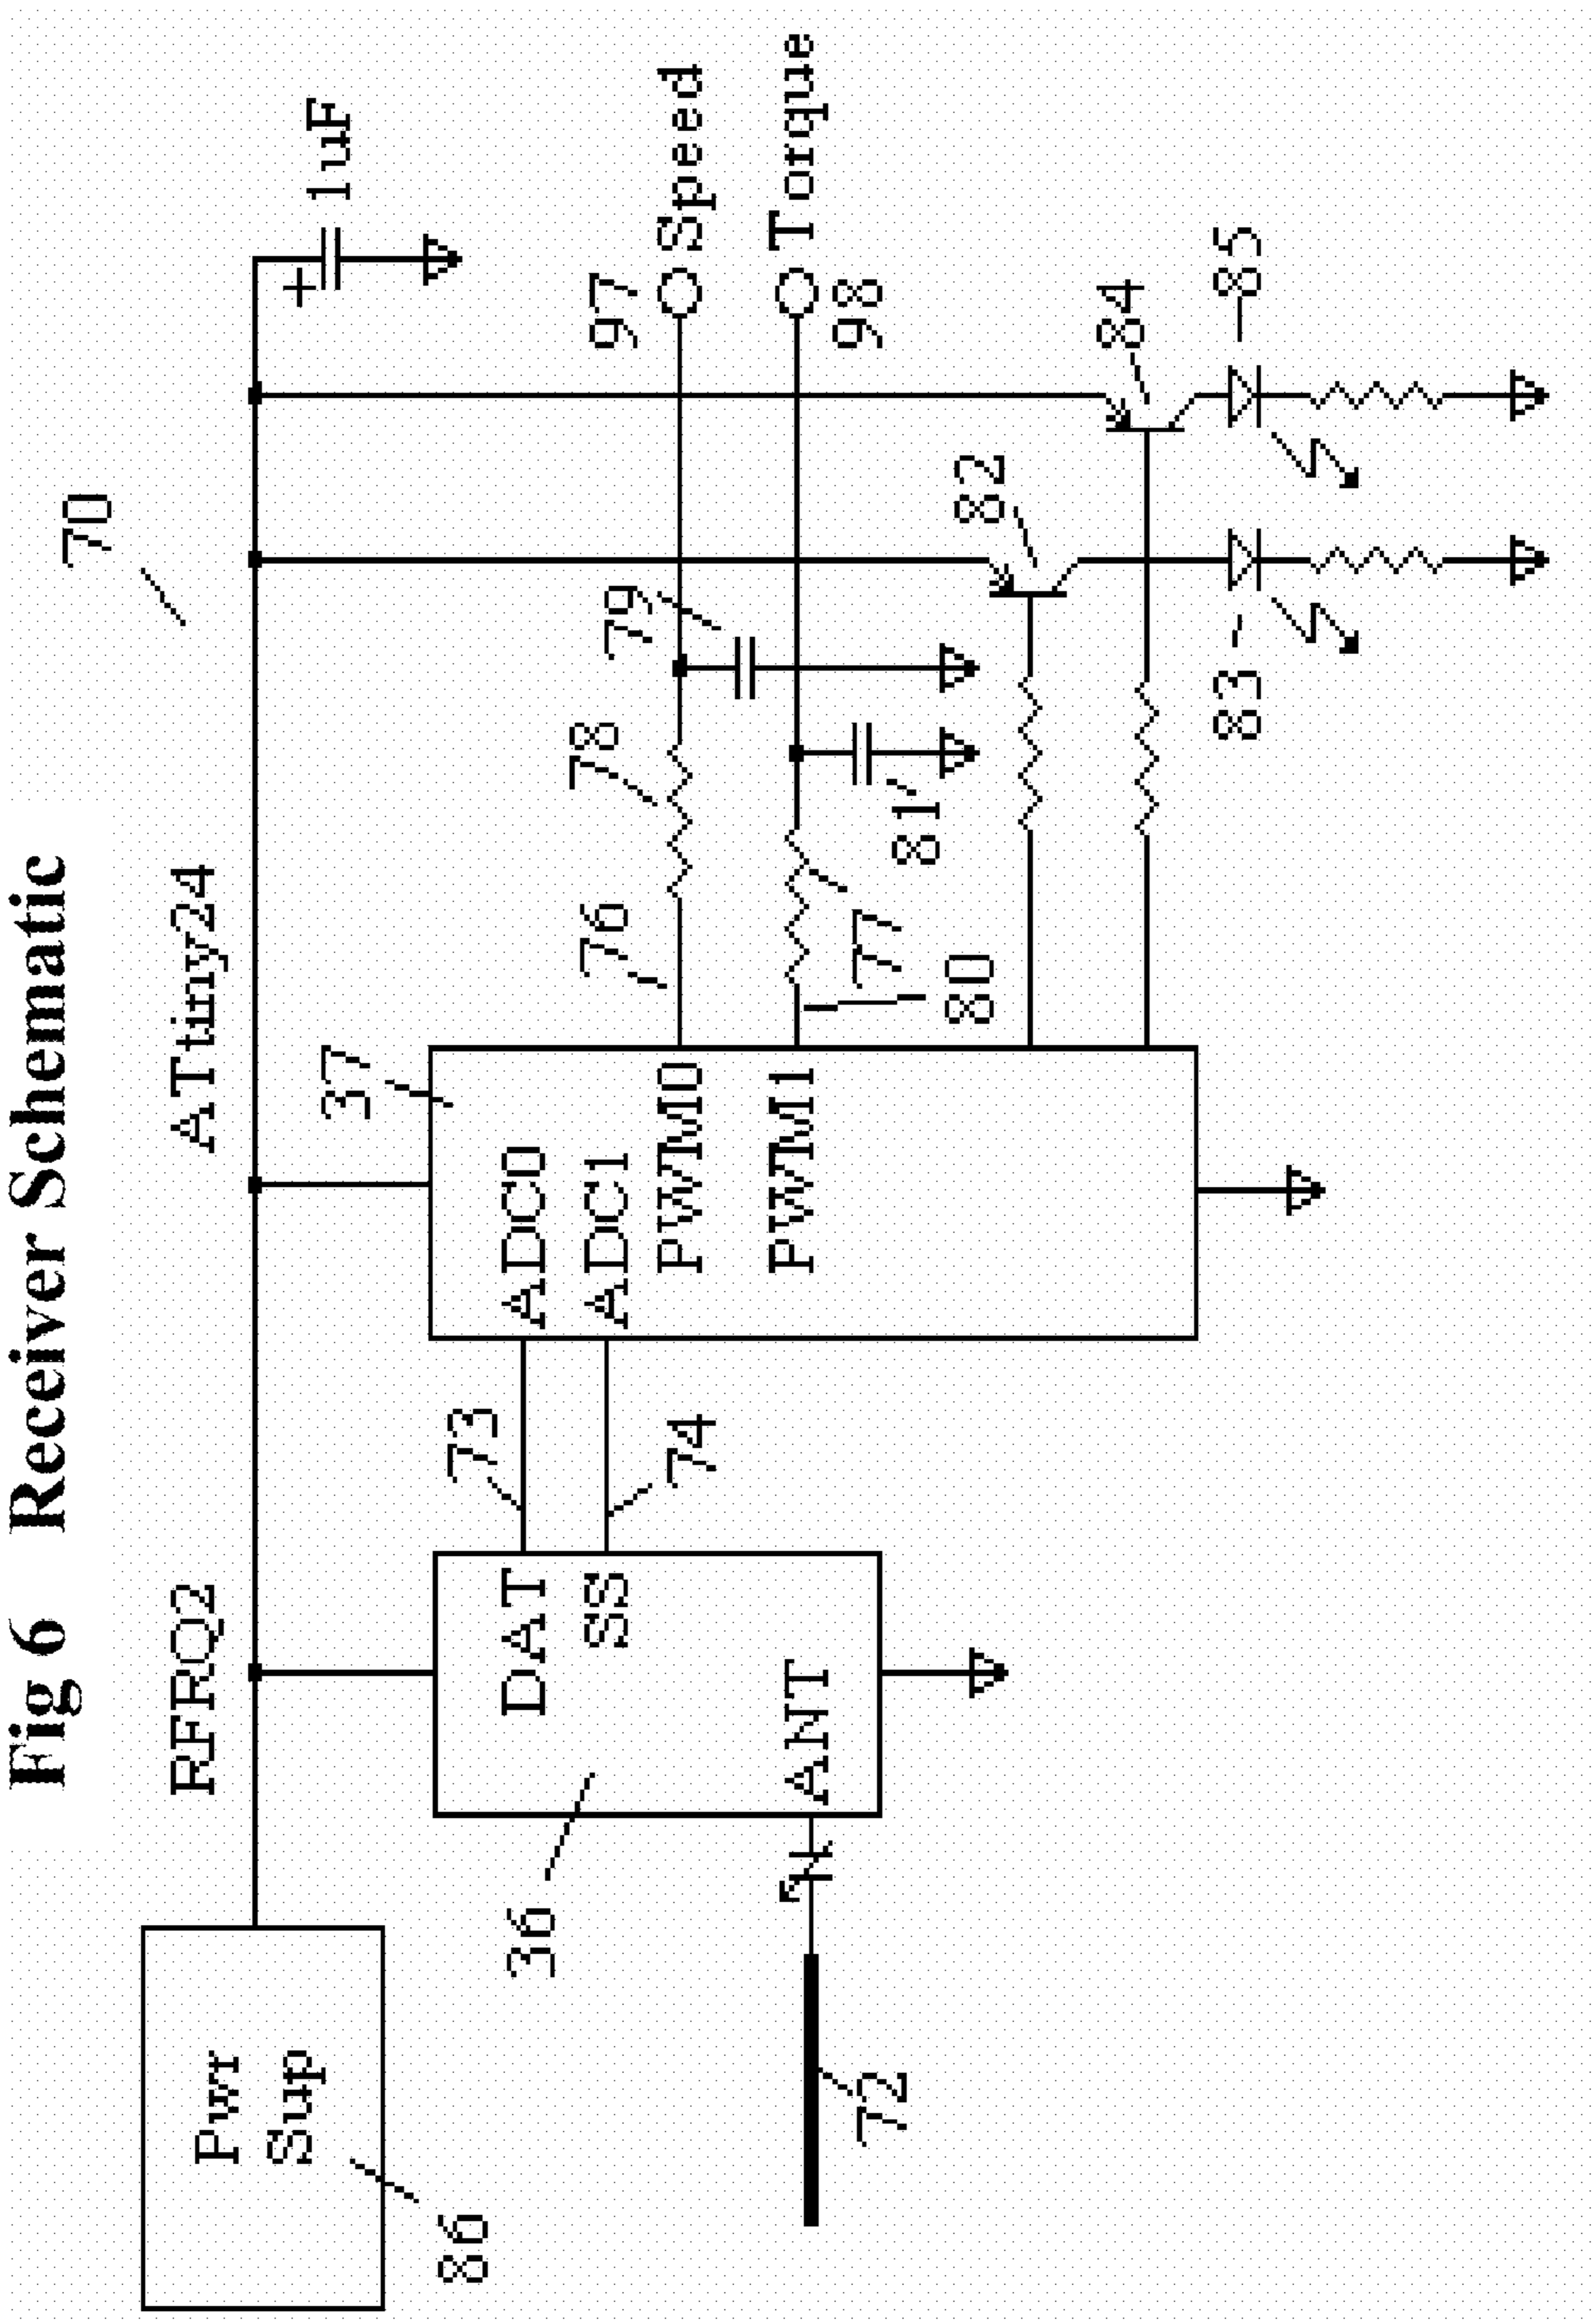 Fig 6 Receiver Schematic
70
RFRQ2
ATtiny24
1uF
+
Pwr
Sup
86
36
37
DAT
SS
ANT
72
73
74
ADC0
ADC1
PWM0
PWM1
76
78
79
97
Speed
Torque
98
77
81
80
82
84
83
85